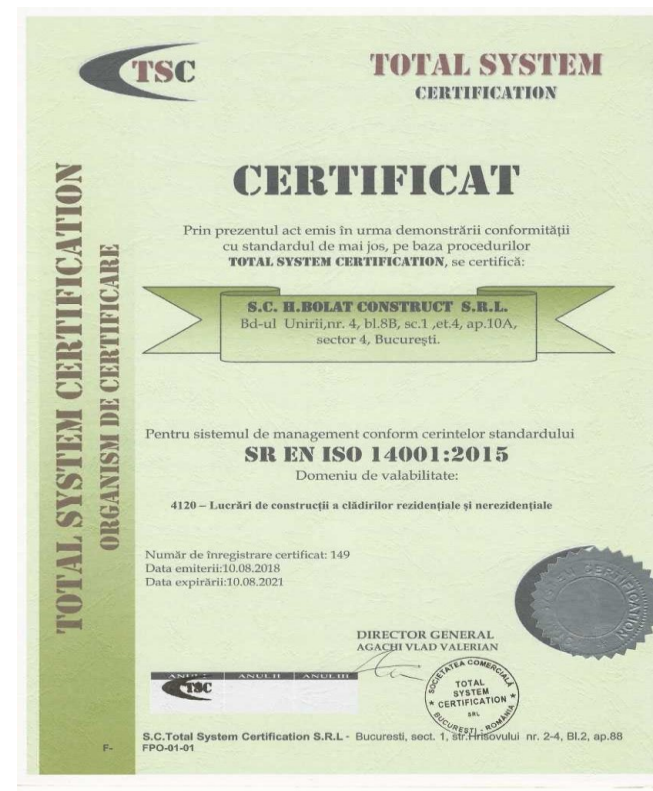 TSC
TOTAL SYSTEM
CERTIFICATION
TOTAL SYSTEM CERTIFICATION
ORGANISM DE CERTIFICARE
CERTIFICAT
Prin prezentul act emis în urma demonstrării conformității
cu standardul de mai jos, pe baza procedurilor
TOTAL SYSTEM CERTIFICATION, se certifică:
S.C. H.BOLAT CONSTRUCT S.R.L.
Bd-ul Unirii,nr. 4, bl.8B, sc.1 ,et.4, ap.10A,
sector 4, București.
Pentru sistemul de management conform cerintelor standardului
SR EN ISO 14001:2015
Domeniu de valabilitate:
4120 – Lucrări de construcții a clădirilor rezidențiale și nerezidențiale
Număr de înregistrare certificat: 149
Data emiterii:10.08.2018
Data expirării:10.08.2021
CERTIFICATION
DIRECTOR GENERAL
AGACHI VLAD VALERIAN
ANUL I ANUL II ANUL III
TSC
SOCIETATEA COMERCIALĂ
TOTAL
SYSTEM
CERTIFICATION
SRL
BUCUREȘTI - ROMÂNIA
S.C.Total System Certification S.R.L - Bucuresti, sect. 1, str.Hrisovului nr. 2-4, Bl.2, ap.88
F- FPO-01-01